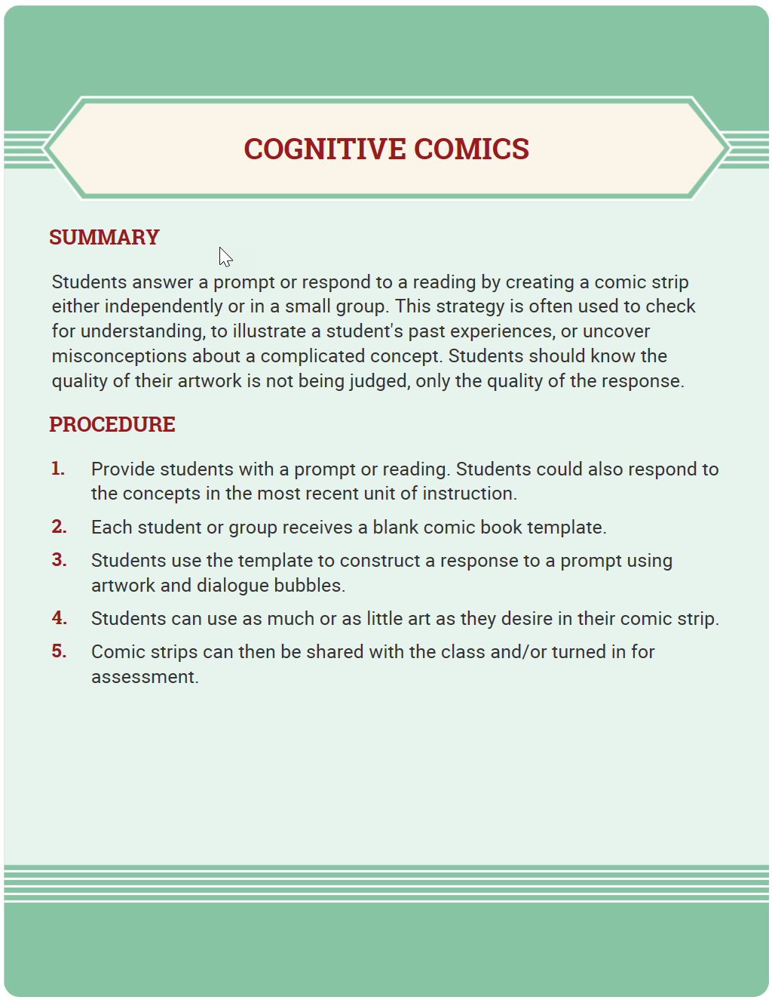 COGNITIVE COMICS
SUMMARY
Students answer a prompt or respond to a reading by creating a comic strip
either independently or in a small group. This strategy is often used to check
for understanding, to illustrate a student's past experiences, or uncover
misconceptions about a complicated concept. Students should know the
quality of their artwork is not being judged, only the quality of the response.
PROCEDURE
1. Provide students with a prompt or reading. Students could also respond to
the concepts in the most recent unit of instruction.
2. Each student or group receives a blank comic book template.
3. Students use the template to construct a response to a prompt using
artwork and dialogue bubbles.
4. Students can use as much or as little art as they desire in their comic strip.
5. Comic strips can then be shared with the class and/or turned in for
assessment.